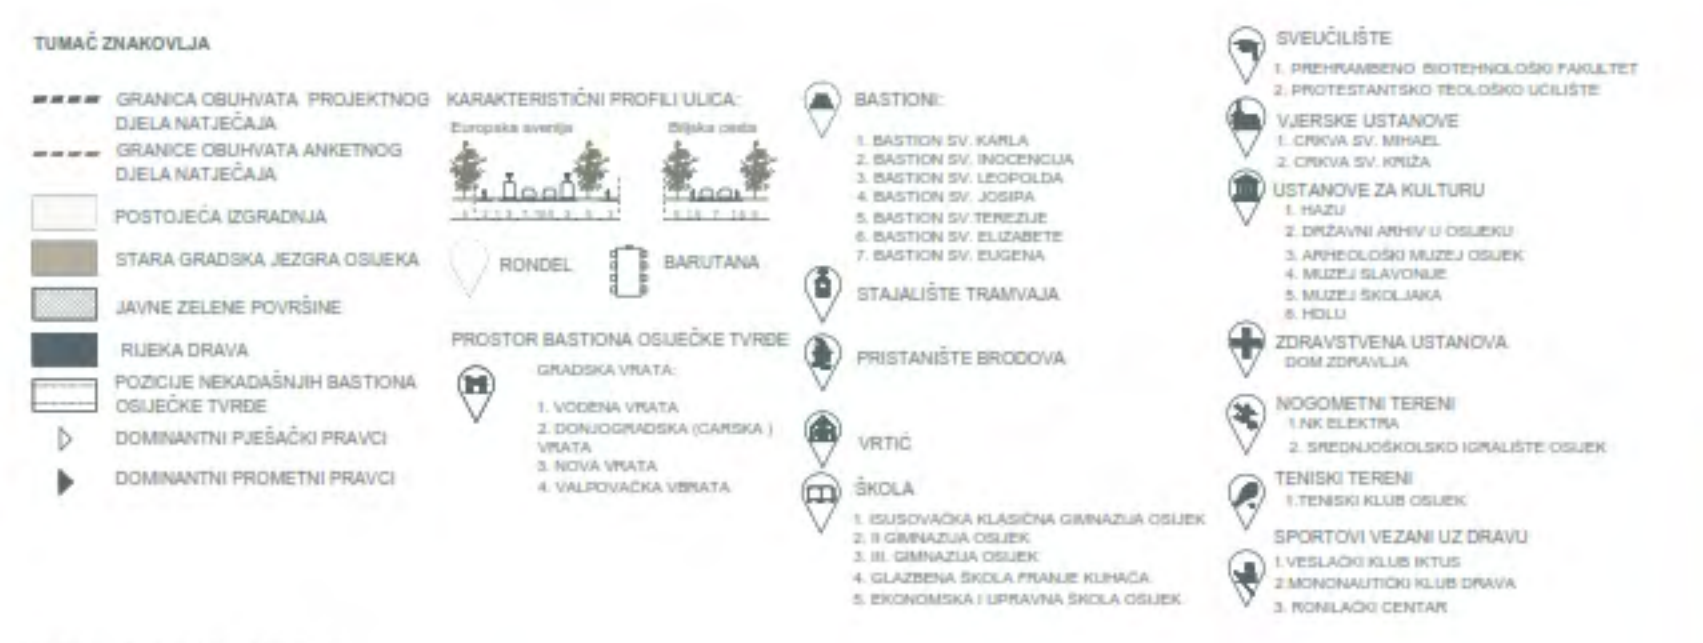 TUMAČ ZNAKOVLJA
GRANICA OBUHVATA PROJEKTNOG
DJELA NATJEČAJA
GRANICE OBUHVATA ANKETNOG
DJELA NATJEČAJA
POSTOJEĆA IZGRADNJA
STARA GRADSKA JEZGRA OSIJEKA
JAVNE ZELENE POVRŠINE
RIJEKA DRAVA
POZICIJE NEKADAŠNJIH BASTIONA
OSIJEČKE TVRĐE
DOMINANTNI PJEŠAČKI PRAVCI
DOMINANTNI PROMETNI PRAVCI
KARAKTERISTIČNI PROFILI ULICA:
Europska avenija
Biljska cesta
RONDEL
BARUTANA
PROSTOR BASTIONA OSIJEČKE TVRĐE
GRADSKA VRATA:
1. VODENA VRATA
2. DONJOGRADSKA (CARSKA )
VRATA
3. NOVA VRATA
4. VALPOVAČKA VBRATA
BASTIONI:
1. BASTION SV. KARLA
2. BASTION SV. INOCENCIJA
3. BASTION SV. LEOPOLDA
4. BASTION SV. JOSIPA
5. BASTION SV.TEREZIJE
6. BASTION SV. ELIZABETE
7. BASTION SV. EUGENA
STAJALIŠTE TRAMVAJA
PRISTANIŠTE BRODOVA
VRTIĆ
ŠKOLA
1. ISUSOVAČKA KLASIČNA GIMNAZIJA OSIJEK
2. II GIMNAZIJA OSIJEK
3. III. GIMNAZIJA OSIJEK
4. GLAZBENA ŠKOLA FRANJE KUHAČA
5. EKONOMSKA I UPRAVNA ŠKOLA OSIJEK
SVEUČILIŠTE
1. PREHRAMBENO BIOTEHNOLOŠKI FAKULTET
2. PROTESTANTSKO TEOLOŠKO UČILIŠTE
VJERSKE USTANOVE
1. CRKVA SV. MIHAEL
2. CRKVA SV. KRIŽA
USTANOVE ZA KULTURU
1. HAZU
2. DRŽAVNI ARHIV U OSIJEKU
3. ARHEOLOŠKI MUZEJ OSIJEK
4. MUZEJ SLAVONIJE
5. MUZEJ ŠKOLJAKA
6. HDLU
ZDRAVSTVENA USTANOVA
DOM ZDRAVLJA
NOGOMETNI TERENI
1.NK ELEKTRA
2. SREDNJOŠKOLSKO IGRALIŠTE OSIJEK
TENISKI TERENI
1.TENISKI KLUB OSIJEK
SPORTOVI VEZANI UZ DRAVU
1.VESLAČKI KLUB IKTUS
2.MONONAUTIČKI KLUB DRAVA
3. RONILAČKI CENTAR